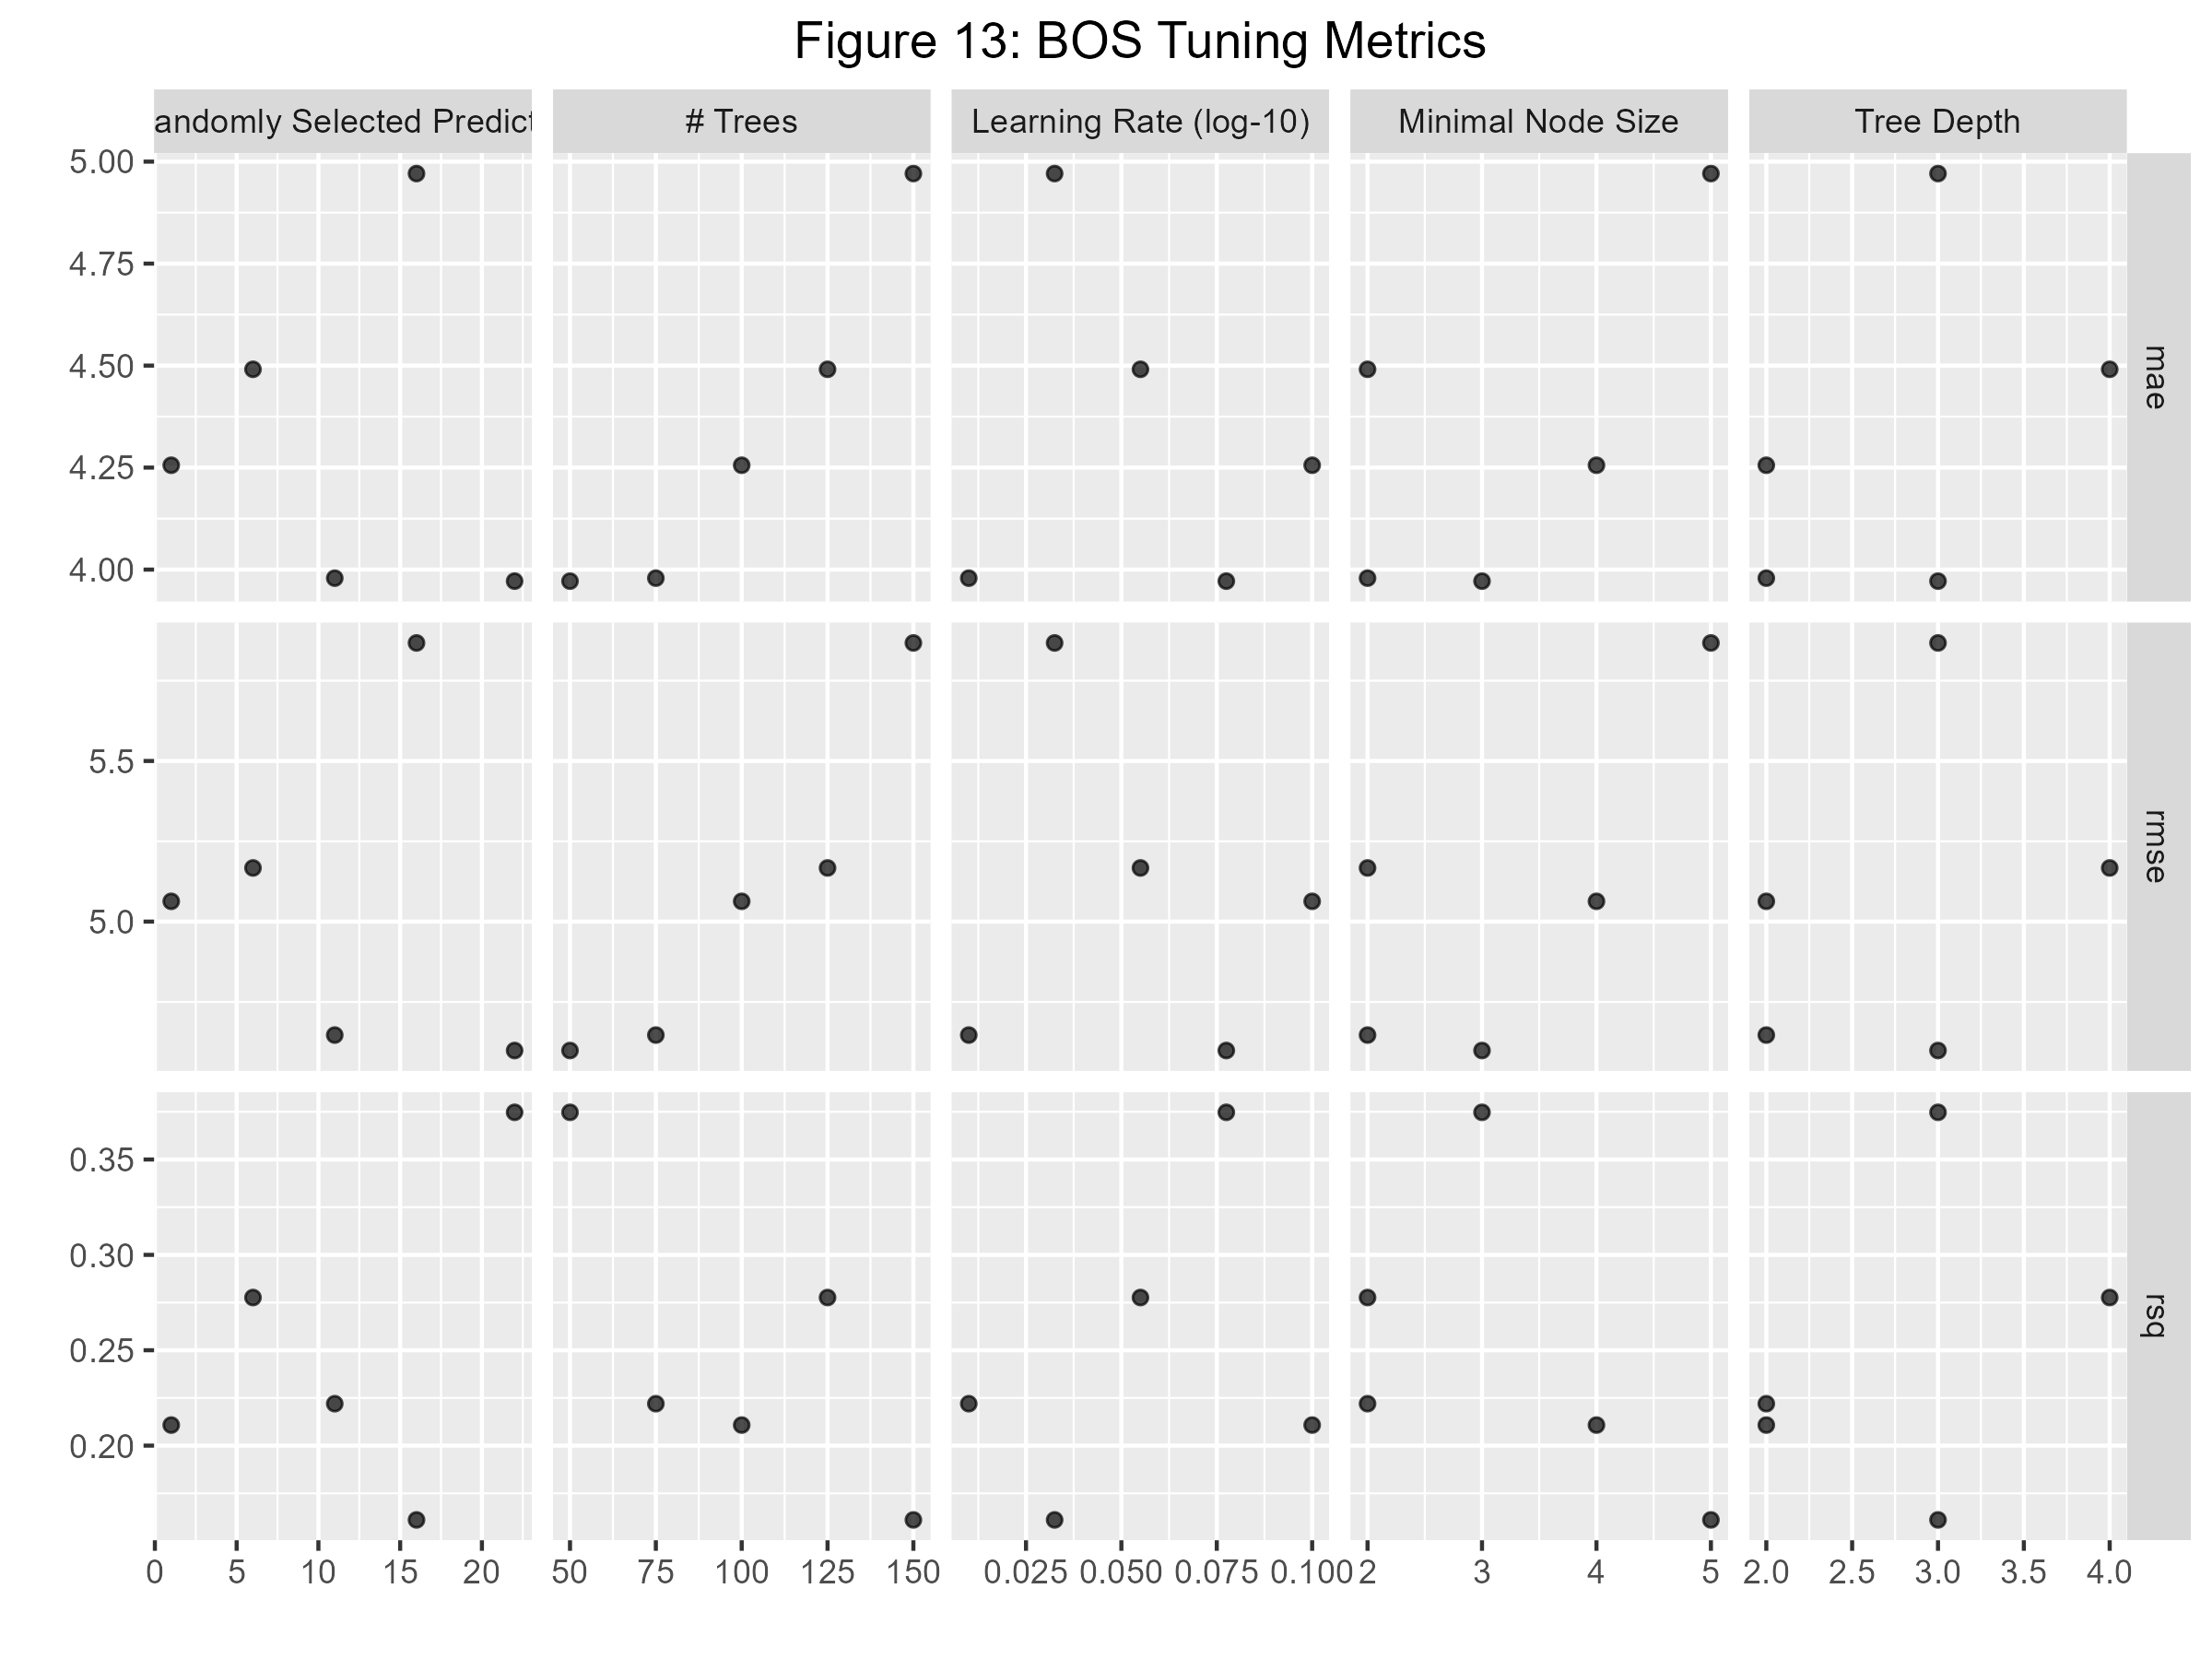 Figure 13: BOS Tuning Metrics
andomly Selected Predict # Trees Learning Rate (log-10) Minimal Node Size Tree Depth
5.00
4.75
4.50
4.25
4.00
mae
5.5
5.0
rmse
0.35
0.30
0.25
0.20
rsq
0 5 10 15 20 50 75 100 125 150 0.025 0.050 0.075 0.100 2 3 4 5 2.0 2.5 3.0 3.5 4.0